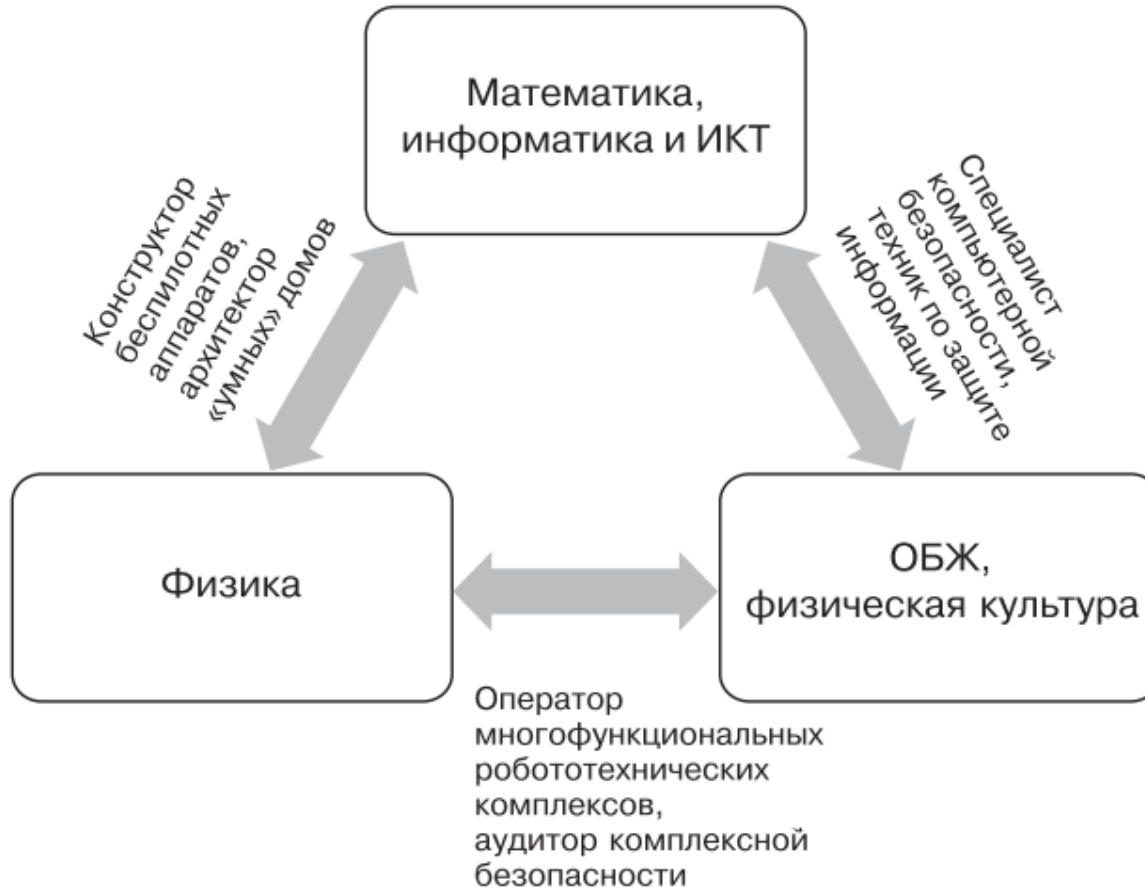 Математика,
информатика и ИКТ
Конструктор
беспилотных
аппаратов,
архитектор
«умных» домов
Специалист
компьютерной
безопасности,
техник по защите
информации
Физика
ОБЖ,
физическая культура
Оператор
многофункциональных
робототехнических
комплексов,
аудитор комплексной
безопасности